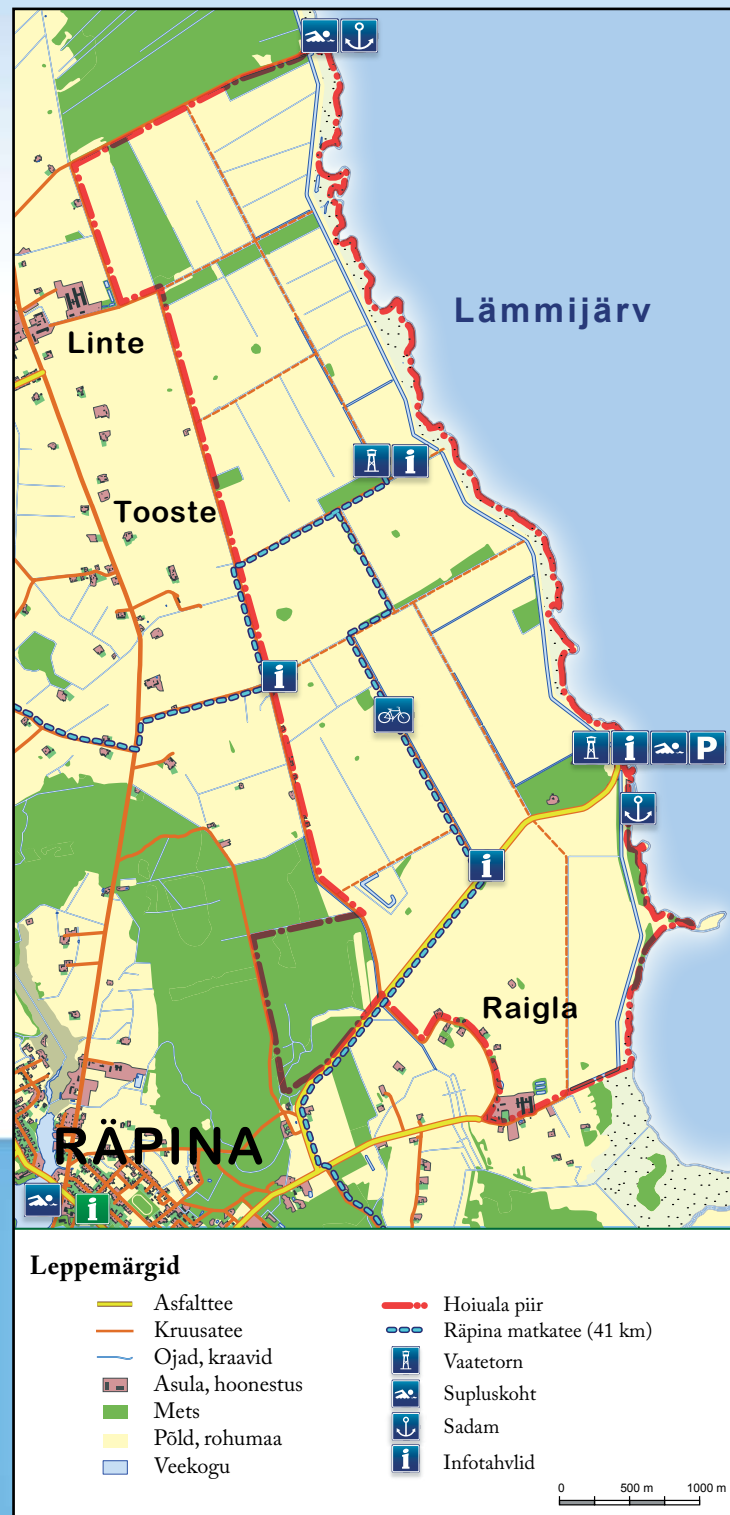 Lämmijärv
Linte
Tooste
i
i
i
P
i
Raigla
RÄPINA
i
Leppemärgid
Asfalttee
Kruusatee
Ojad, kraavid
Asula, hoonestus
Mets
Põld, rohumaa
Veekogu
Hoiuala piir
Räpina matkatee (41 km)
Vaatetorn
Supluskoht
Sadam
i Infotahvlid
0 500 m 1000 m